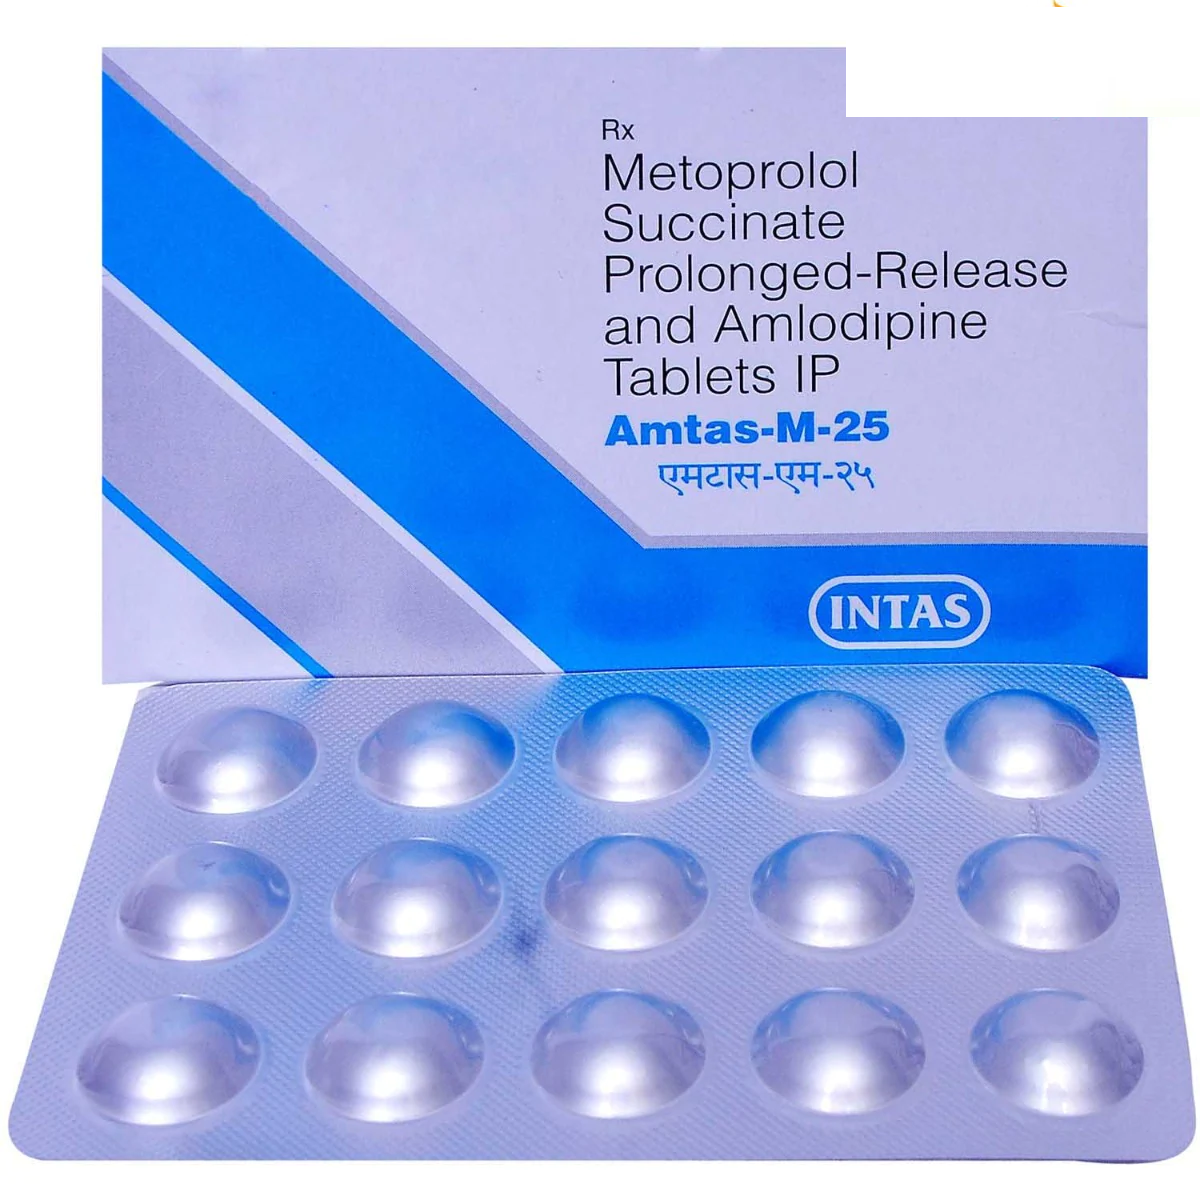 Rx
Metoprolol
Succinate
Prolonged-Release
and Amlodipine
Tablets IP
Amtas-M-25
एमटास-एम-२५
INTAS